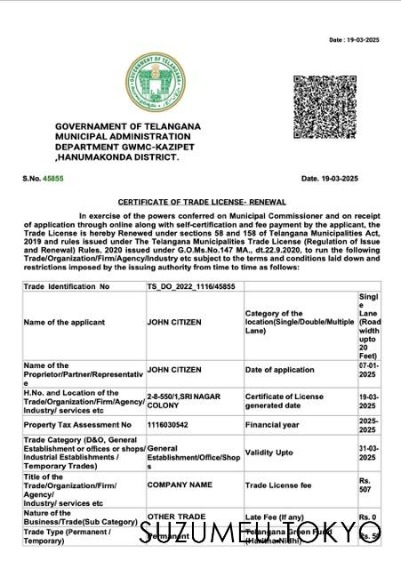 Date : 19-03-2025
GOVERNMENT OF TELANGANA
GOVERNAMENT OF TELANGANA
MUNICIPAL ADMINISTRATION
DEPARTMENT GWMC-KAZIPET
,HANUMAKONDA DISTRICT.
S.No. 45855
Date. 19-03-2025
CERTIFICATE OF TRADE LICENSE- RENEWAL
In exercise of the powers conferred on Municipal Commissioner and on receipt
of application through online along with self-certification and fee payment by the applicant, the
Trade License is hereby Renewed under sections 58 and 158 of Telangana Municipalities Act,
2019 and rules issued under The Telangana Municipalities Trade License (Regulation of Issue
and Renewal) Rules, 2020 issued under G.O.Ms.No.147 MA., dt.22.9.2020, to run the following
Trade/Organization/Firm/Agency/Industry etc subject to the terms and conditions laid down and
restrictions imposed by the issuing authority from time to time as follows:
Trade Identification No TS_DO_2022_1116/45855
Name of the applicant
JOHN CITIZEN
Category of the
location(Single/Double/Multiple
Lane)
Singl
e
Lane
(Road
width
upto
20
Feet)
Name of the
Proprietor/Partner/Representativ
e
JOHN CITIZEN
Date of application
07-01-
2025
H.No. and Location of the
Trade/Organization/Firm/Agency/
Industry/ services etc
2-8-550/1,SRI NAGAR
COLONY
Certificate of License
generated date
19-03-
2025
Property Tax Assessment No
1116030542
Financial year
2025-
2025
Trade Category (D&O, General
Establishment or offices or shops/
Industrial Establishments /
Temporary Trades)
General
Establishment/Office/Shop
s
Validity Upto
31-03-
2025
Title of the
Trade/Organization/Firm/
Agency/
Industry/ services etc
COMPANY NAME
Trade License fee
Rs.
507
Nature of the
Business/Trade(Sub Category)
OTHER TRADE
Late Fee (If any)
Rs. 0
Trade Type (Permanent /
Temporary)
Permanent
Telangana Green Fund
(Haritha Nidhi)
SUZUMEU.TOKYO